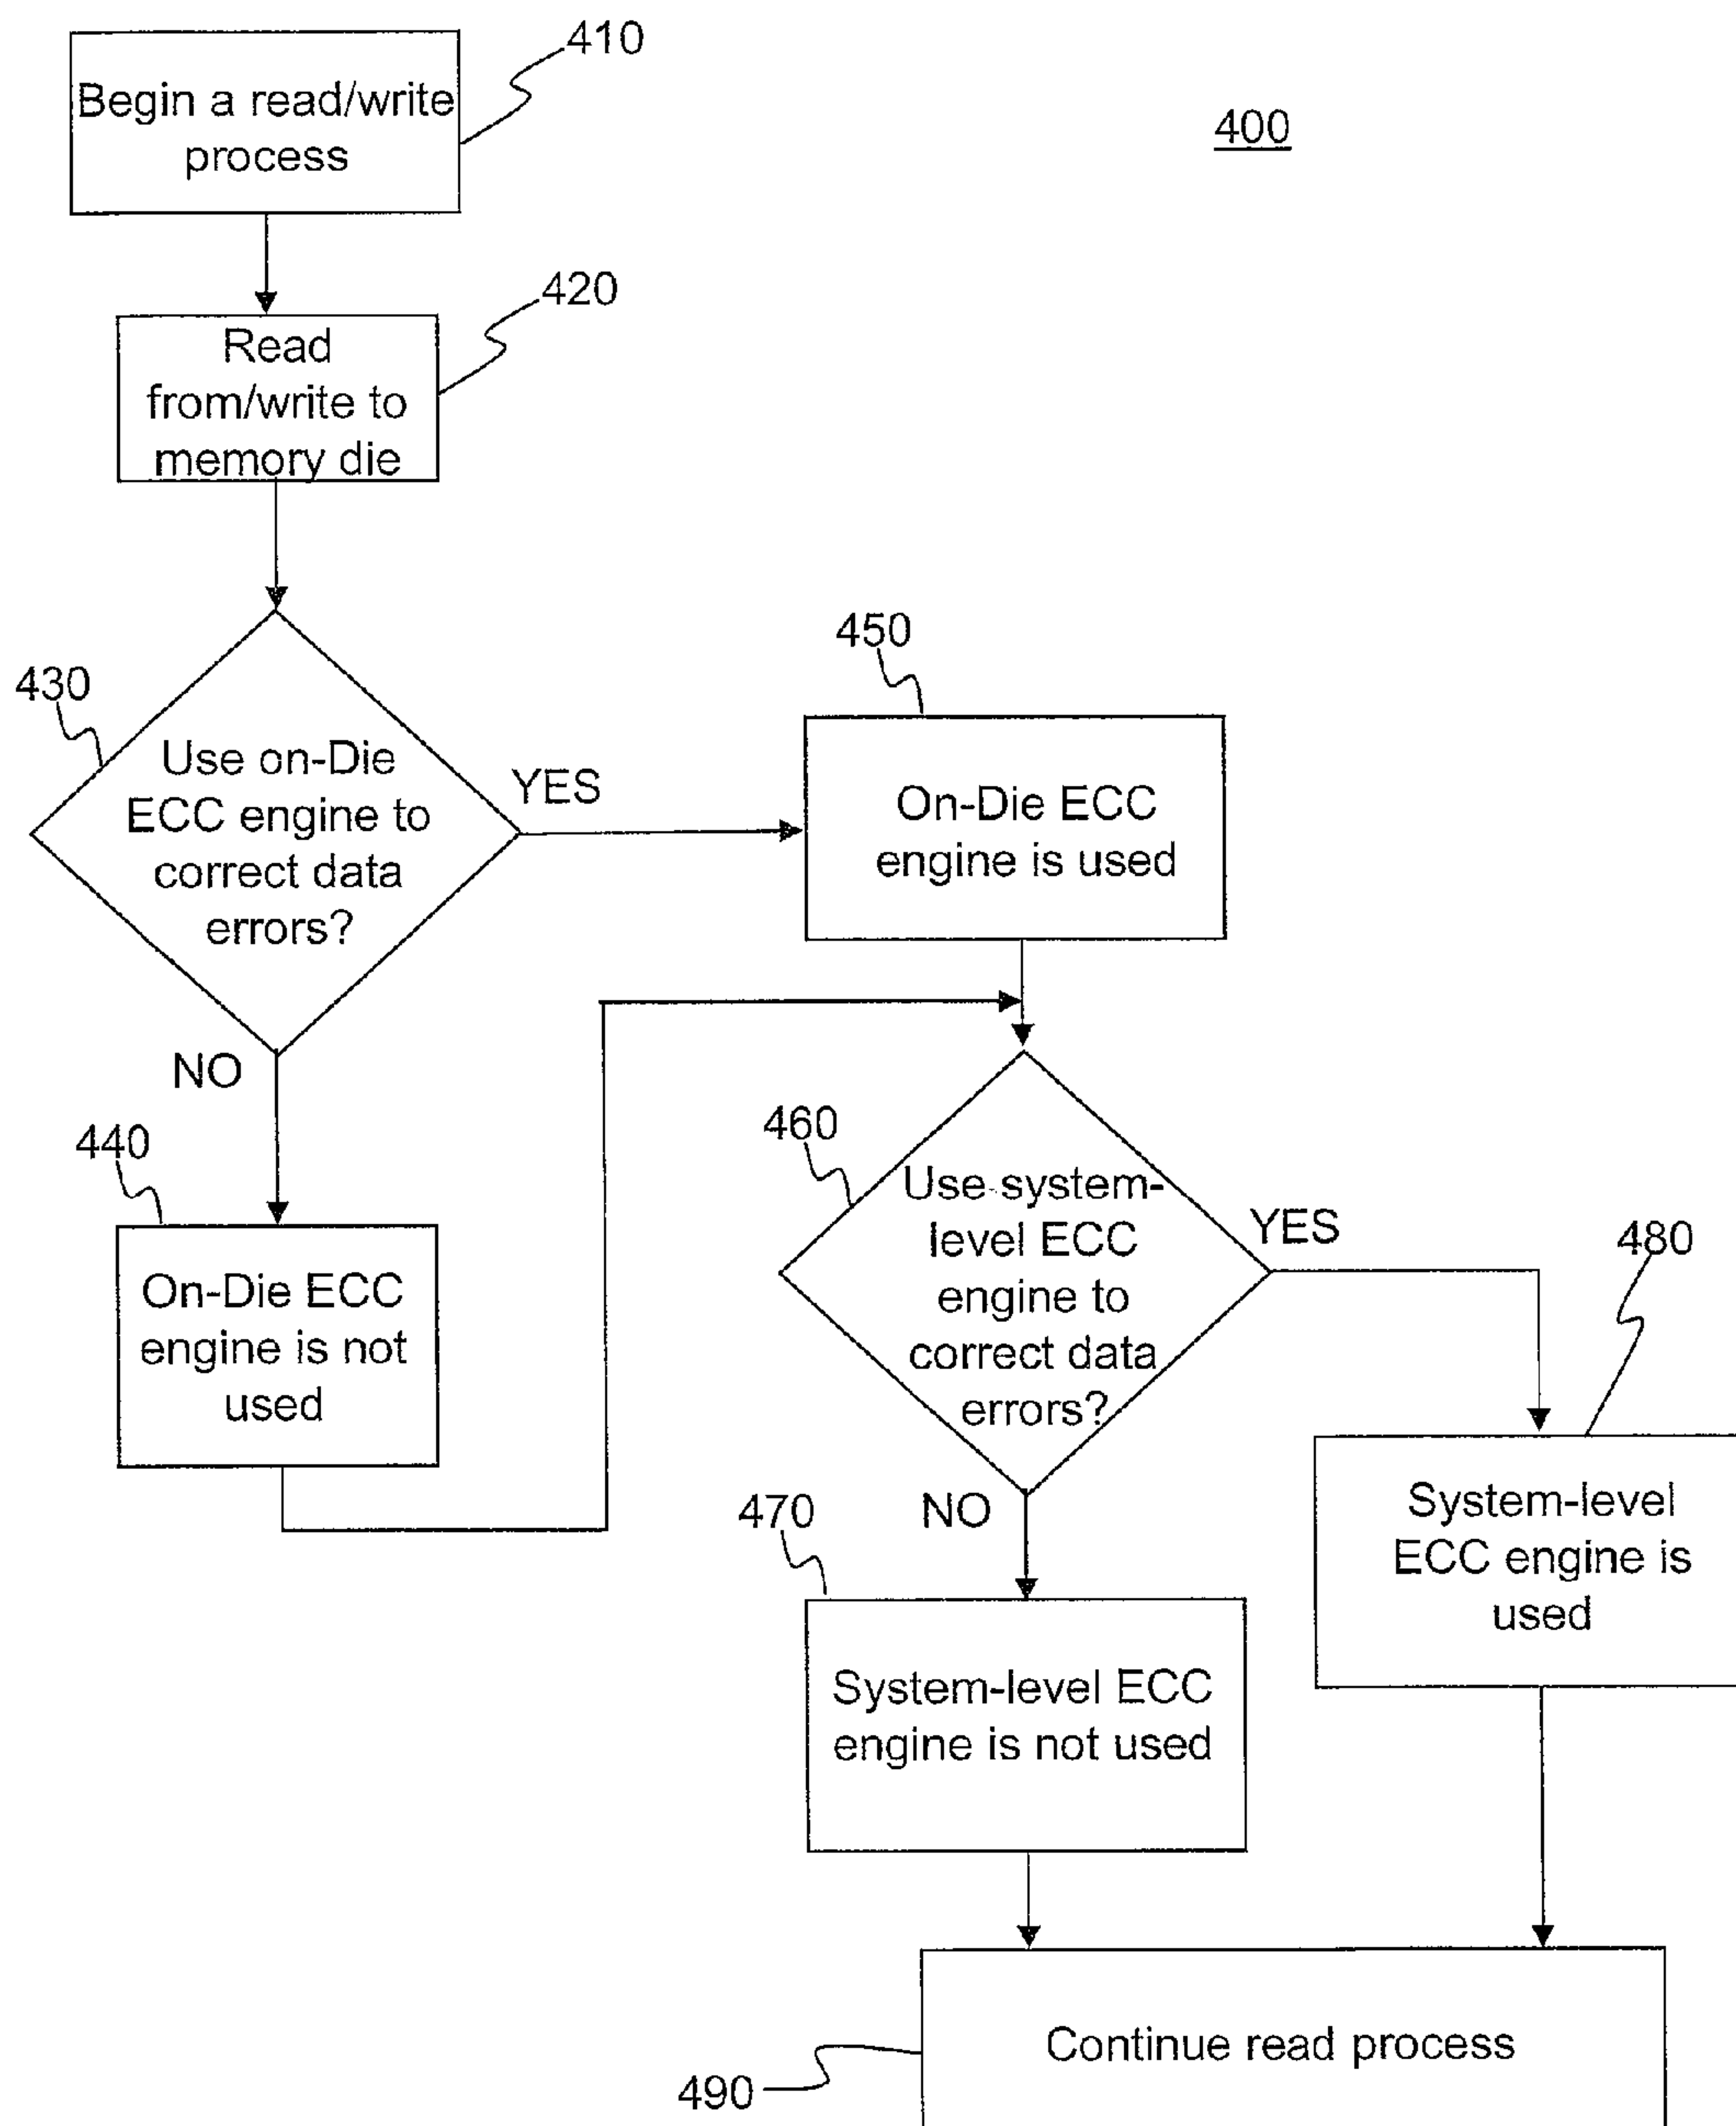 410
Begin a read/write
process
400
420
Read
from/write to
memory die
430
Use on-Die
ECC engine to
correct data
errors?
YES
450
On-Die ECC
engine is used
NO
440
On-Die ECC
engine is not
used
460
Use system-
level ECC
engine to
correct data
errors?
YES
480
System-level
ECC engine is
used
NO
470
System-level ECC
engine is not used
Continue read process
490